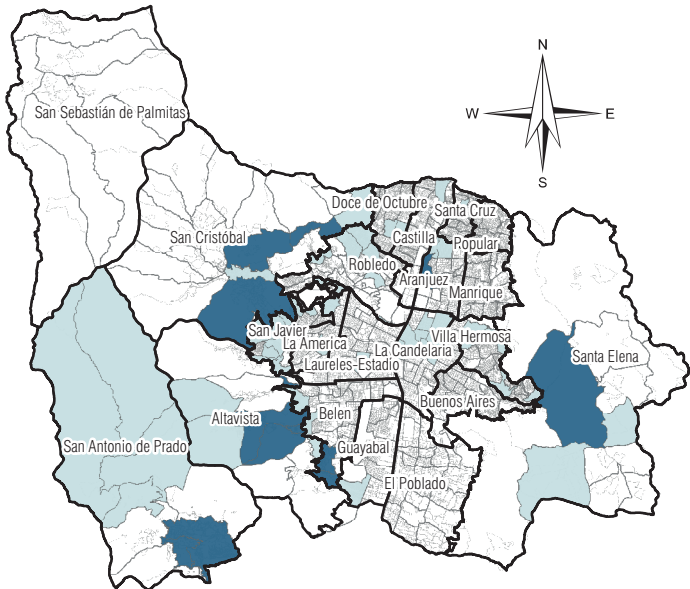 N
San Sebastián de Palmitas
W
E
S
Doce de Octubre
Santa Cruz
San Cristóbal
Castilla
Popular
Robledo
Aranjuez
Manrique
San Javier
Villa Hermosa
La America
La Candelaria
Santa Elena
Laureles-Estadio
Buenos Aires
Altavista
Belen
San Antonio de Prado
Guayabal
El Poblado